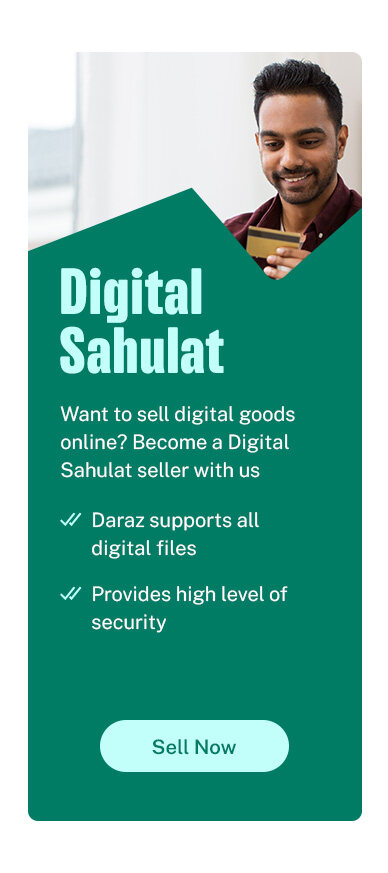 Digital
Sahulat
Want to sell digital goods
online? Become a Digital
Sahulat seller with us
Daraz supports all
digital files
Provides high level of
security
Sell Now